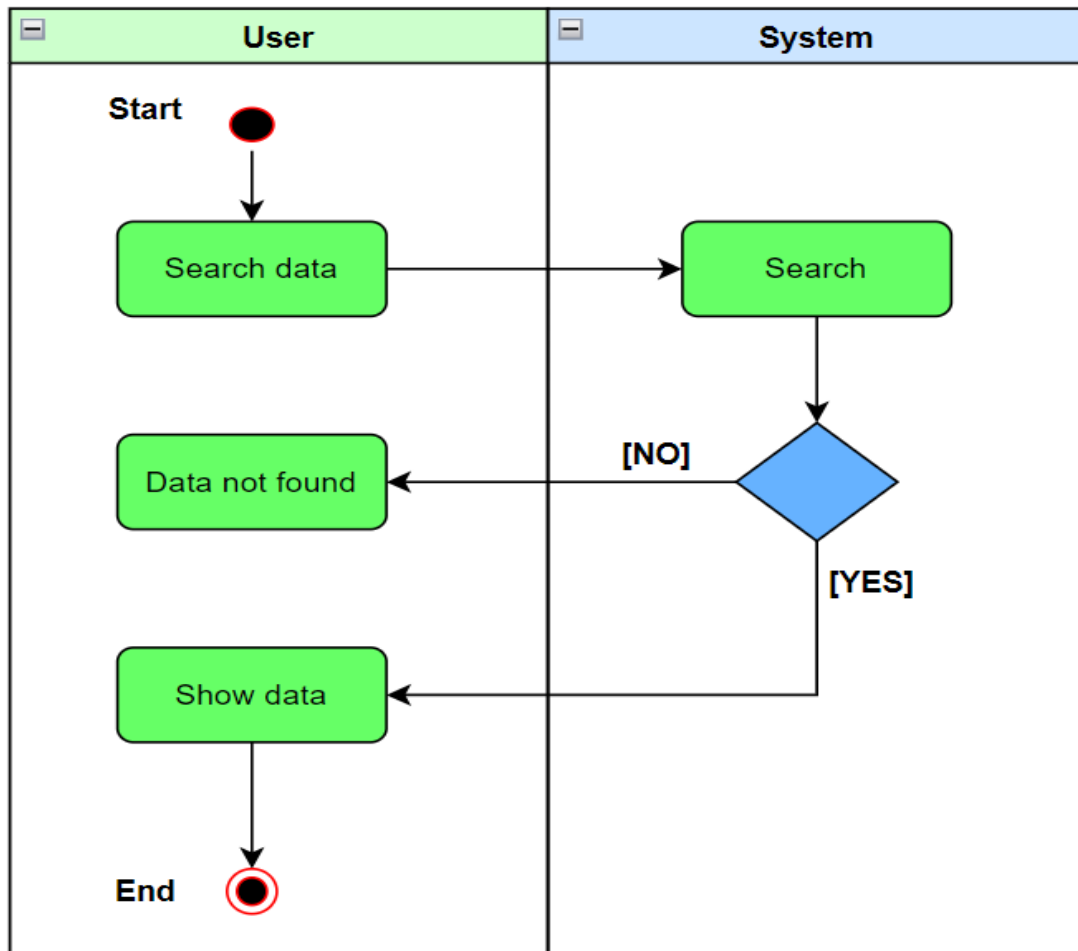 User
System
Start
Search data
Search
[NO]
Data not found
[YES]
Show data
End